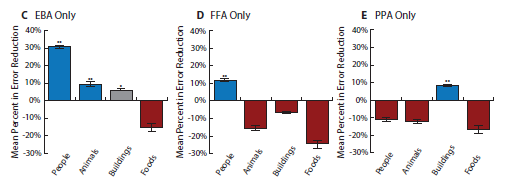 C EBA Only
Mean Percent in Error Reduction
40%
30%
20%
10%
0%
-10%
-20%
-30%
**
**
*
People
Animals
Buildings
Foods
D FFA Only
Mean Percent in Error Reduction
40%
30%
20%
10%
0%
-10%
-20%
-30%
**
People
Animals
Buildings
Foods
E PPA Only
Mean Percent in Error Reduction
40%
30%
20%
10%
0%
-10%
-20%
-30%
**
People
Animals
Buildings
Foods